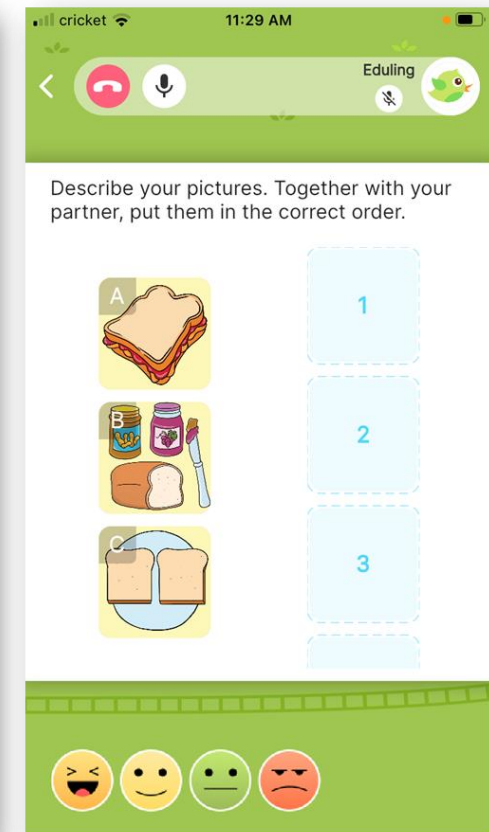 cricket
11:29 AM
Eduling
Describe your pictures. Together with your
partner, put them in the correct order.
A
1
B
2
C
3